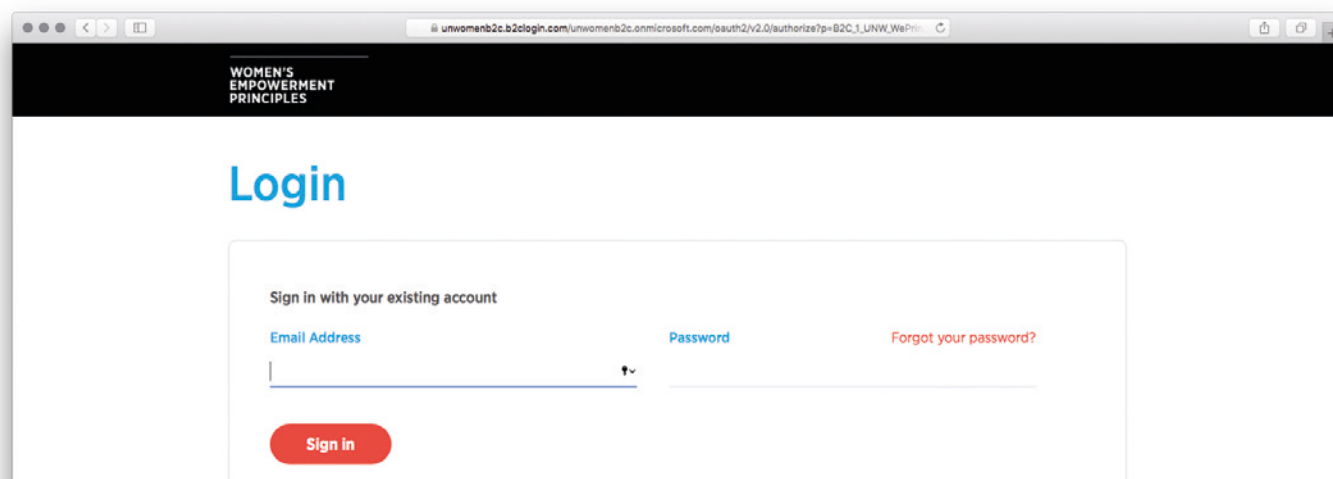 unwomenb2c.b2clogin.com/unwomenb2c.onmicrosoft.com/oauth2/v2.0/authorize?p=B2C_1_UNW_WePrin
WOMEN'S
EMPOWERMENT
PRINCIPLES
Login
Sign in with your existing account
Email Address Password Forgot your password?
Sign in